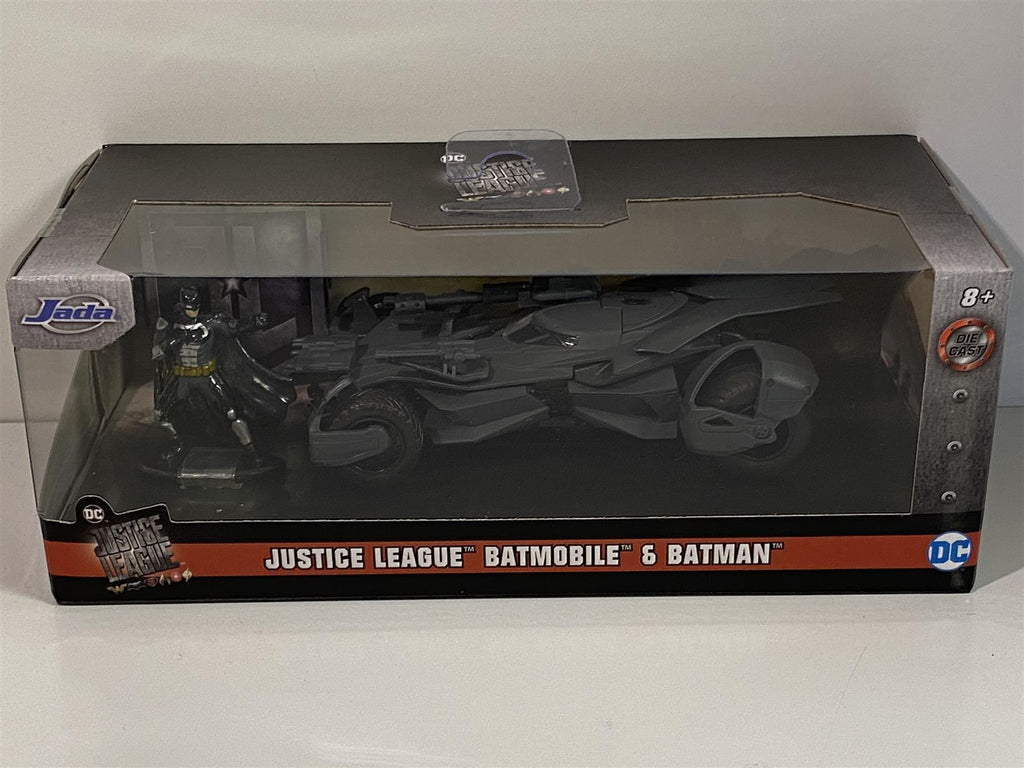 DC
JUSTICE
LEAGUE
Jada
8+
DIE
CAST
DC
JUSTICE
LEAGUE
JUSTICE LEAGUE™ BATMOBILE™ & BATMAN™
DC